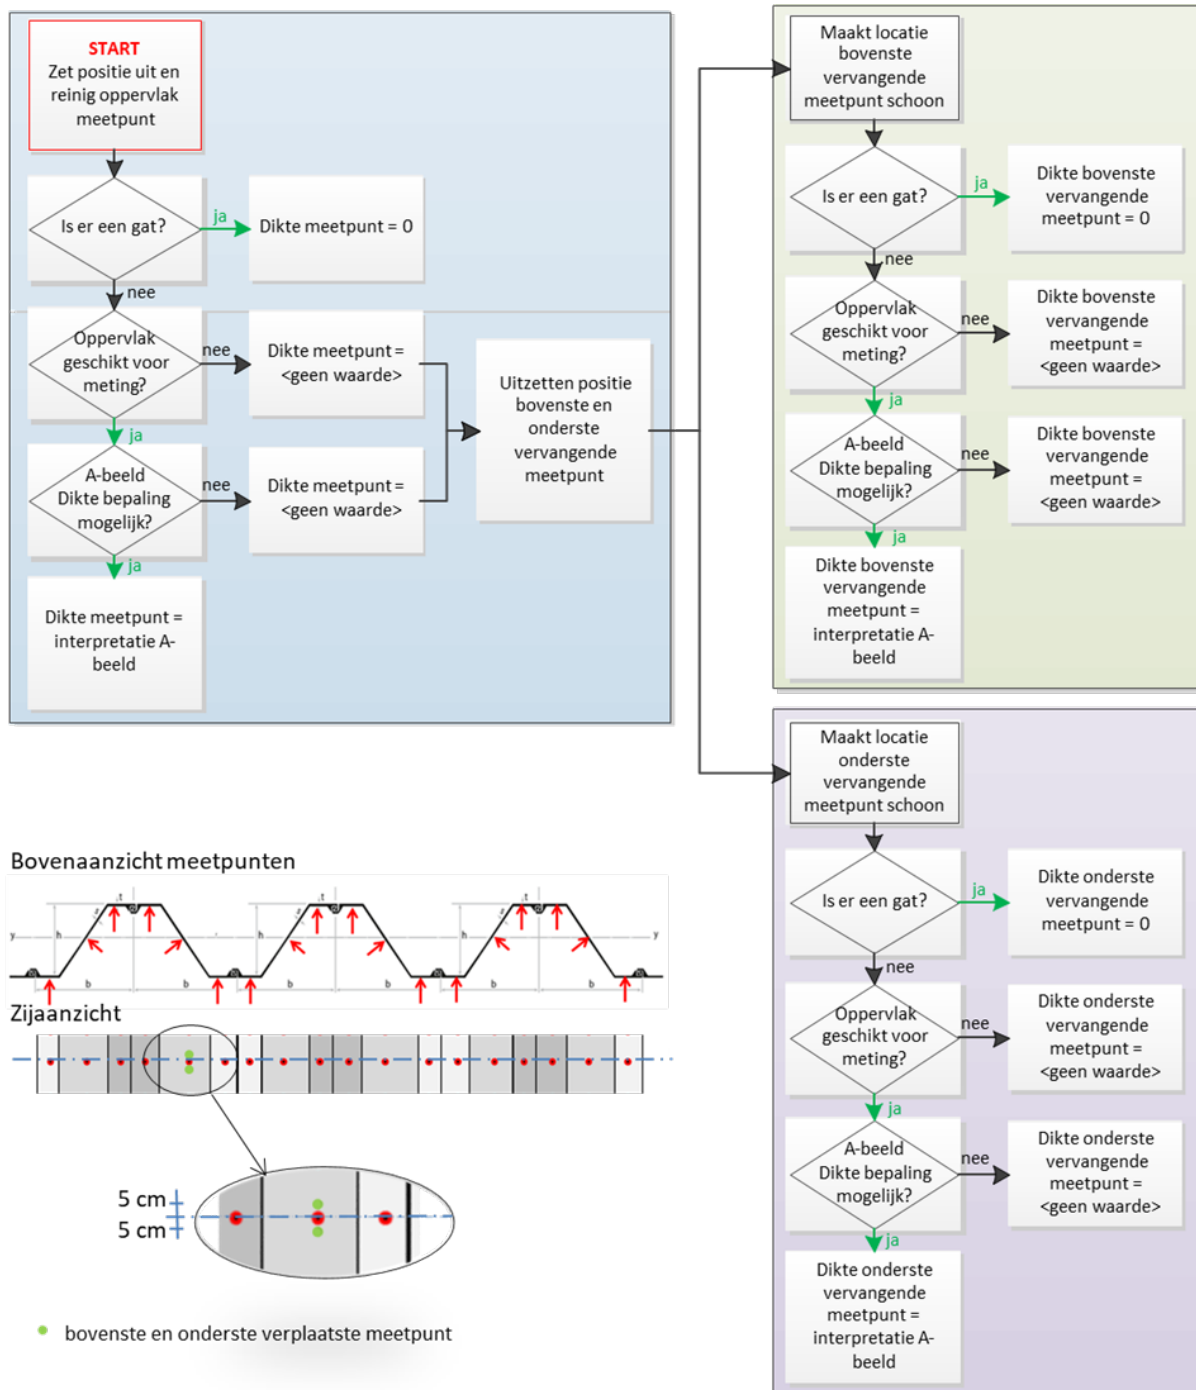 START
Zet positie uit en
reinig oppervlak
meetpunt
Is er een gat?
ja
Dikte meetpunt = 0
nee
Oppervlak
geschikt voor
meting?
nee
Dikte meetpunt =
<geen waarde>
ja
A-beeld
Dikte bepaling
mogelijk?
nee
Dikte meetpunt =
<geen waarde>
ja
Dikte meetpunt =
interpretatie A-
beeld
Uitzetten positie
bovenste en
onderste
vervangende
meetpunt
Maakt locatie
bovenste
vervangende
meetpunt schoon
Is er een gat?
ja
Dikte bovenste
vervangende
meetpunt = 0
nee
Oppervlak
geschikt voor
meting?
nee
Dikte bovenste
vervangende
meetpunt =
<geen waarde>
ja
A-beeld
Dikte bepaling
mogelijk?
nee
Dikte bovenste
vervangende
meetpunt =
<geen waarde>
ja
Dikte bovenste
vervangende
meetpunt =
interpretatie A-
beeld
Maakt locatie
onderste
vervangende
meetpunt schoon
Is er een gat?
ja
Dikte onderste
vervangende
meetpunt = 0
nee
Oppervlak
geschikt voor
meting?
nee
Dikte onderste
vervangende
meetpunt =
<geen waarde>
ja
A-beeld
Dikte bepaling
mogelijk?
nee
Dikte onderste
vervangende
meetpunt =
<geen waarde>
ja
Dikte onderste
vervangende
meetpunt =
interpretatie A-
beeld
Bovenaanzicht meetpunten
t t t
s s s
y h h h y
b b b b b
Zijaanzicht
5 cm
5 cm
bovenste en onderste verplaatste meetpunt